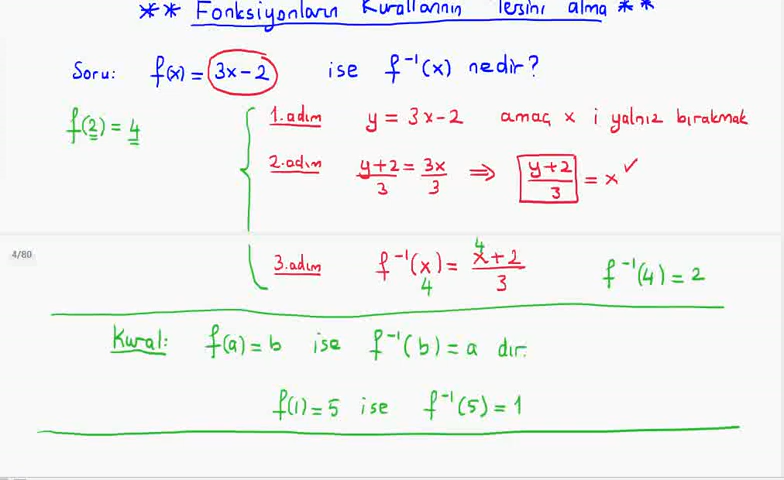 ** Fonksiyonların Kurallarının Tersini alma **
Soru: f(x) = 3x-2 ise f⁻¹(x) nedir?
f(2) = 4
1.adım y = 3x-2 amaç x i yalnız bırakmak
2.adım y+2/3 = 3x/3 ⇒ y+2/3 = x ✓
4/80
3.adım f⁻¹(x) = x+2/3 f⁻¹(4) = 2
4 4
Kural: f(a) = b ise f⁻¹(b) = a dır.
f(1) = 5 ise f⁻¹(5) = 1